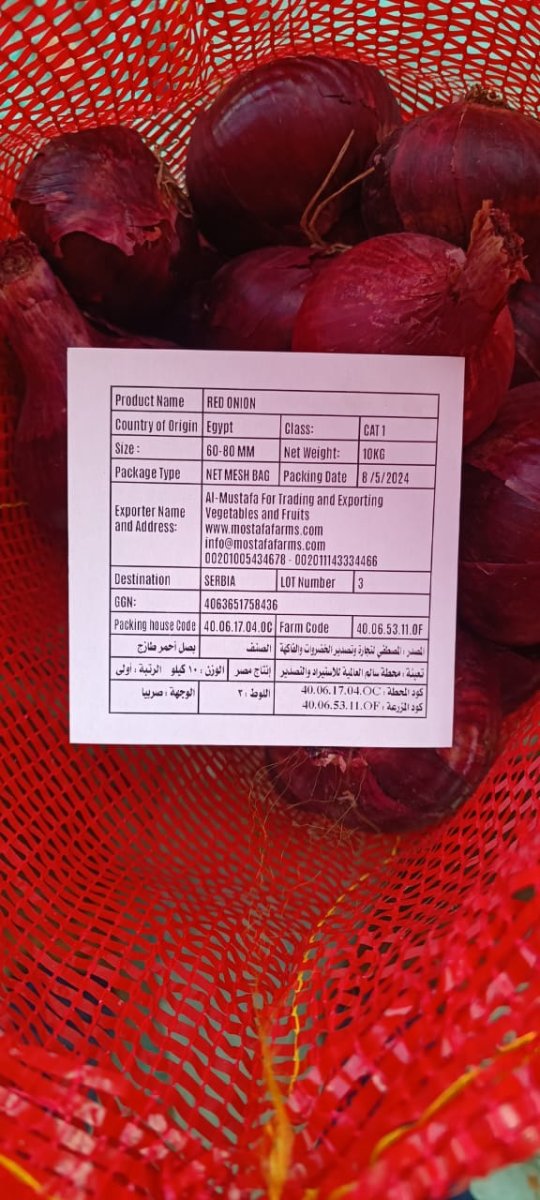 Product Name RED ONION
Country of Origin Egypt Class: CAT 1
Size : 60-80 MM Net Weight: 10KG
Package Type NET MESH BAG Packing Date 8 /5/2024
Exporter Name and Address: Al-Mustafa For Trading and Exporting
Vegetables and Fruits
www.mostafafarms.com
info@mostafafarms.com
00201005434678 - 002011143334466
Destination SERBIA LOT Number 3
GGN: 4063651758436
Packing house Code 40.06.17.04.OC Farm Code 40.06.53.11.OF
المصدر : المصطفي لتجارة وتصدير الخضروات والفاكهة الصنف بصل أحمر طازج
تعبئة : محطة سالم العالمية للاستيراد والتصدير إنتاج مصر الوزن : ١٠ كيلو الرتبة : أولى
كود المحطة : 40.06.17.04.OC اللوط : ٣ الوجهة : صربيا
كود المزرعة : 40.06.53.11.OF